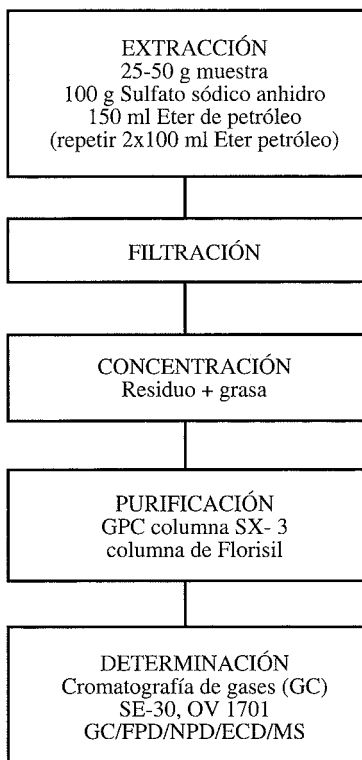 EXTRACCIÓN
25-50 g muestra
100 g Sulfato sódico anhidro
150 ml Eter de petróleo
(repetir 2x100 ml Eter petróleo)
FILTRACIÓN
CONCENTRACIÓN
Residuo + grasa
PURIFICACIÓN
GPC columna SX- 3
columna de Florisil
DETERMINACIÓN
Cromatografía de gases (GC)
SE-30, OV 1701
GC/FPD/NPD/ECD/MS